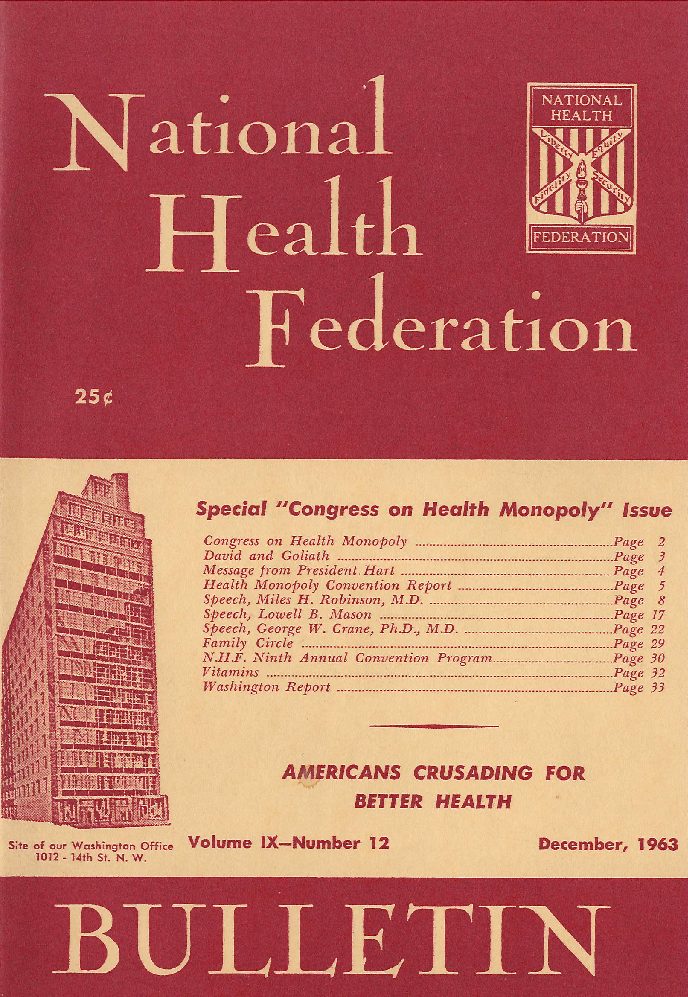 National
Health
Federation
NATIONAL
HEALTH
FEDERATION
25¢
Special "Congress on Health Monopoly" Issue
Congress on Health Monopoly ........ Page 2
David and Goliath ........ Page 3
Message from President Hart ........ Page 4
Health Monopoly Convention Report ........ Page 5
Speech, Miles H. Robinson, M.D. ........ Page 8
Speech, Lowell B. Mason ........ Page 17
Speech, George W. Crane, Ph.D., M.D. ........ Page 22
Family Circle ........ Page 29
N.H.F. Ninth Annual Convention Program ........ Page 30
Vitamins ........ Page 32
Washington Report ........ Page 33
AMERICANS CRUSADING FOR
BETTER HEALTH
Site of our Washington Office
1012 - 14th St. N. W.
Volume IX—Number 12
December, 1963
BULLETIN